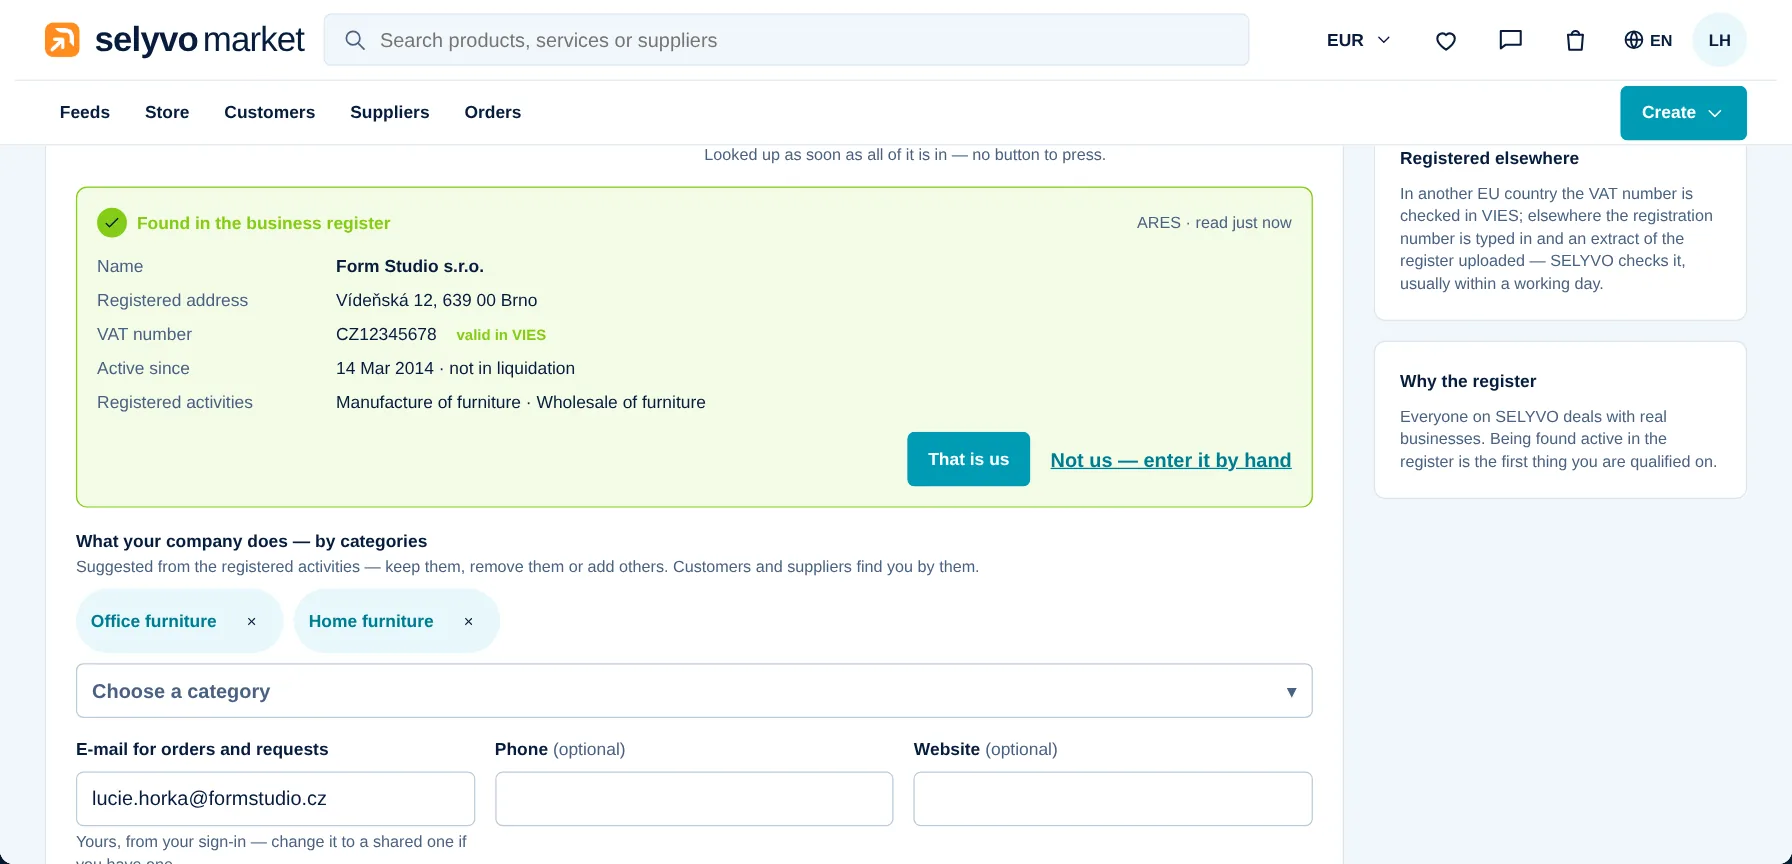 selyvo market
Search products, services or suppliers
EUR
EN
LH
Feeds
Store
Customers
Suppliers
Orders
Create
Looked up as soon as all of it is in — no button to press.
Found in the business register
ARES · read just now
Name
Form Studio s.r.o.
Registered address
Vídeňská 12, 639 00 Brno
VAT number
CZ12345678
valid in VIES
Active since
14 Mar 2014 · not in liquidation
Registered activities
Manufacture of furniture · Wholesale of furniture
That is us
Not us — enter it by hand
What your company does — by categories
Suggested from the registered activities — keep them, remove them or add others. Customers and suppliers find you by them.
Office furniture ×
Home furniture ×
Choose a category
E-mail for orders and requests
lucie.horka@formstudio.cz
Yours, from your sign-in — change it to a shared one if
you have one.
Phone (optional)
Website (optional)
Registered elsewhere
In another EU country the VAT number is
checked in VIES; elsewhere the registration
number is typed in and an extract of the
register uploaded — SELYVO checks it,
usually within a working day.
Why the register
Everyone on SELYVO deals with real
businesses. Being found active in the
register is the first thing you are qualified on.